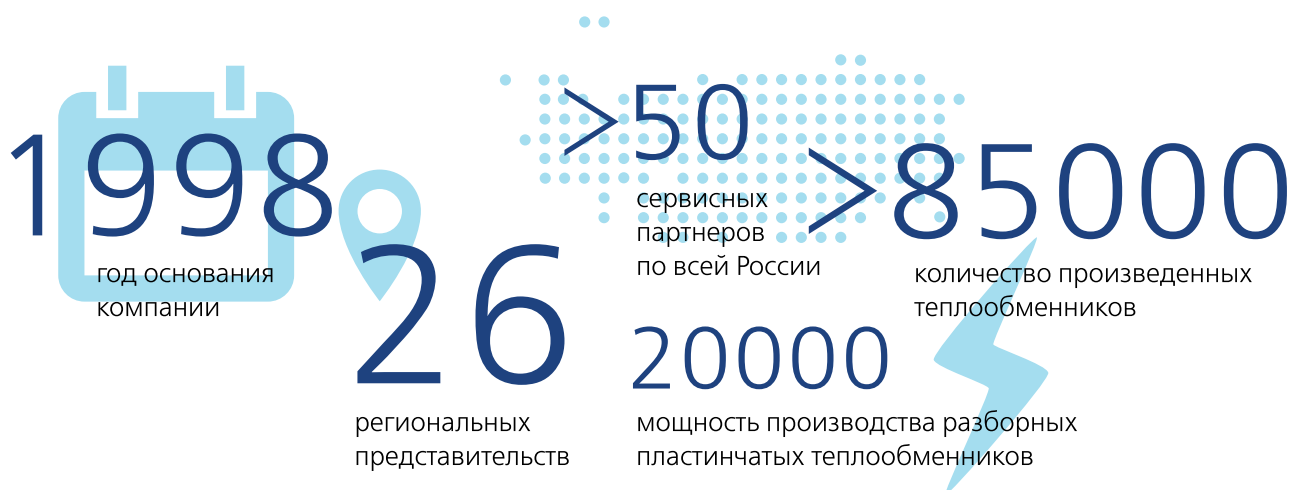 1998
год основания
компании
26
региональных
представительств
>50
сервисных
партнеров
по всей России
>85000
количество произведенных
теплообменников
20000
мощность производства разборных
пластинчатых теплообменников